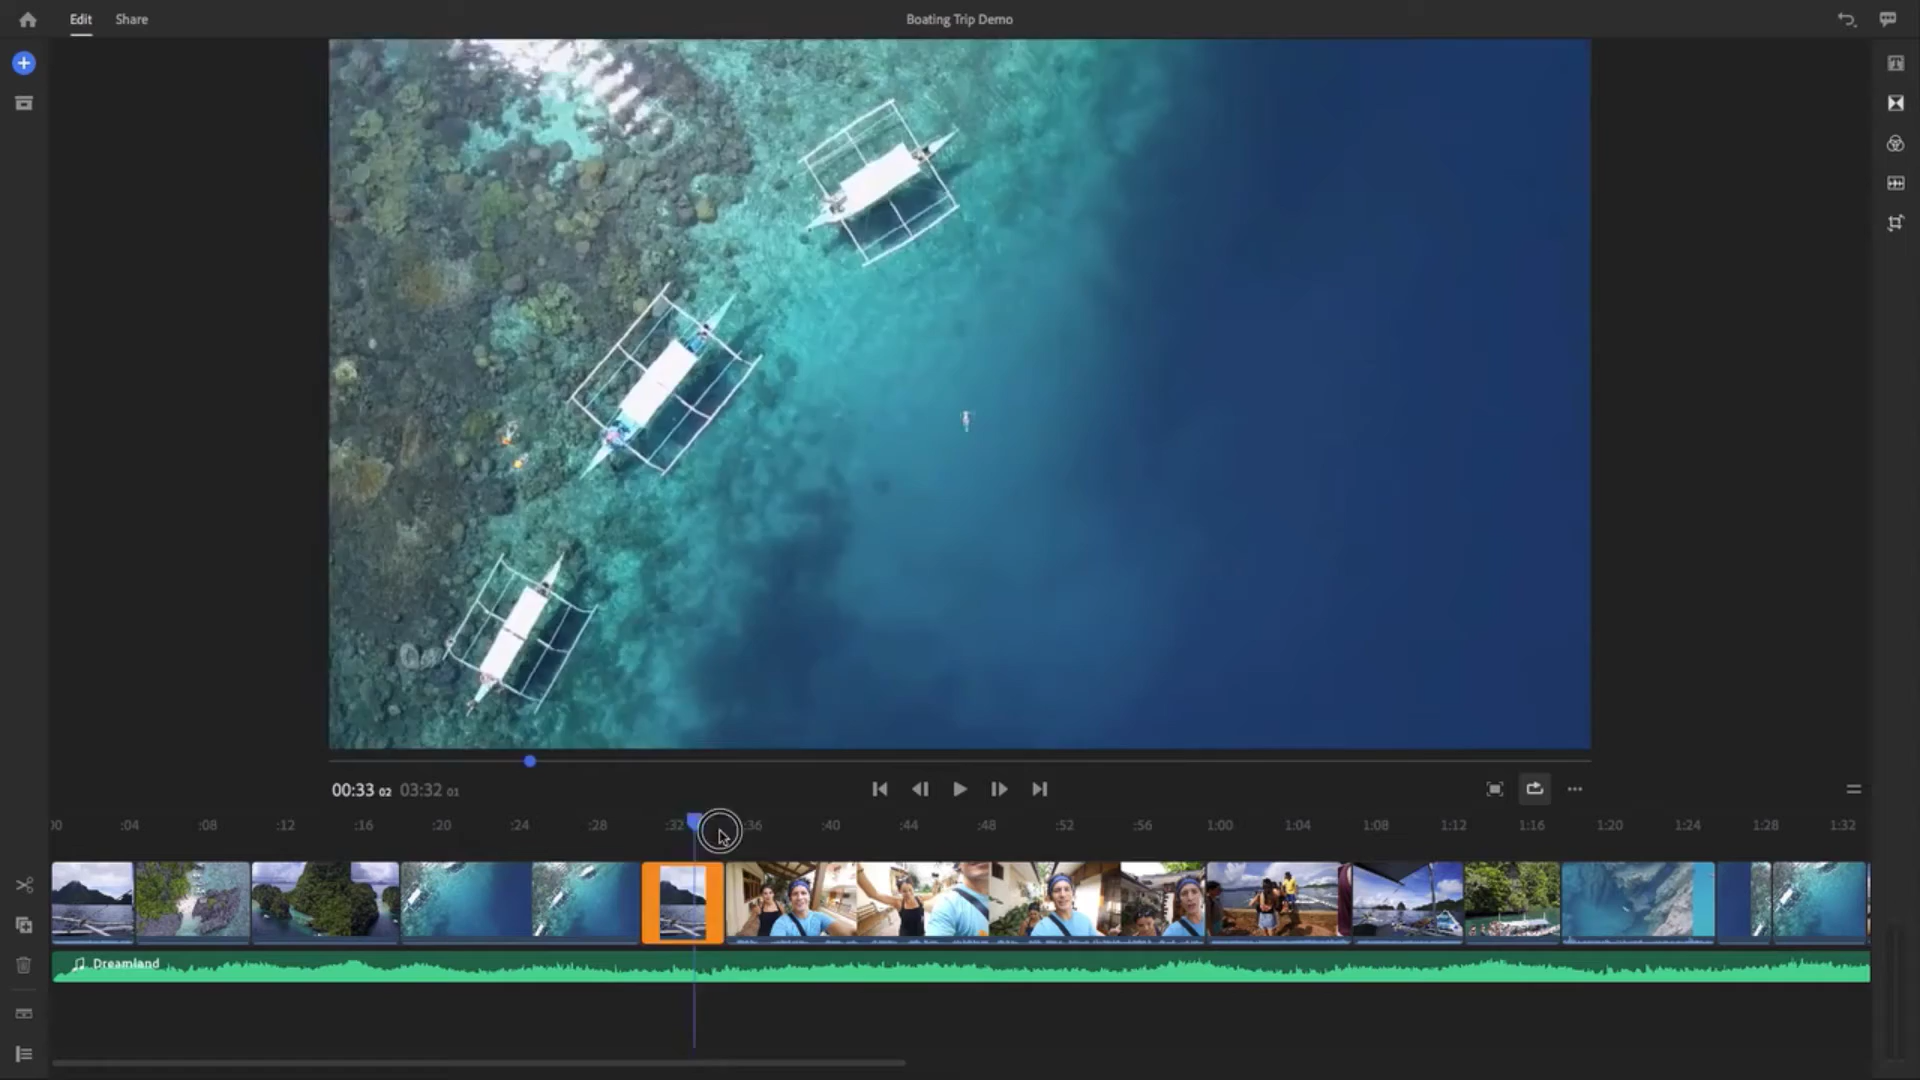 Edit Share Boating Trip Demo
00:33 02 03:32 01
:04 :08 :12 :16 :20 :24 :28 :32 :36 :40 :44 :48 :52 :56 1:00 1:04 1:08 1:12 1:16 1:20 1:24 1:28 1:32
Dreamland